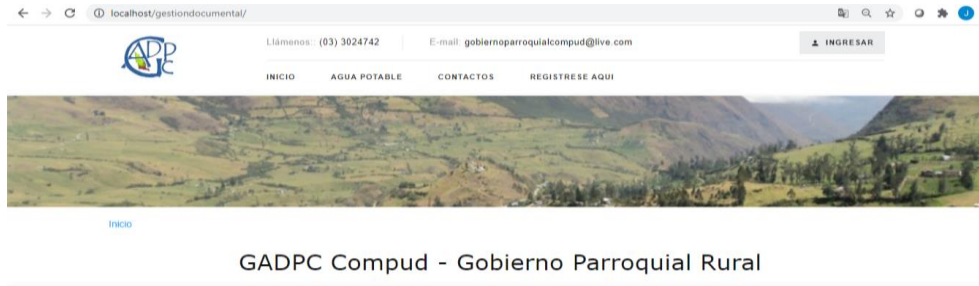 localhost/gestiondocumental/
J
GADPC
Llámenos: (03) 3024742 E-mail: gobiernoparroquialcompud@live.com INGRESAR
INICIO AGUA POTABLE CONTACTOS REGISTRESE AQUI
Inicio
GADPC Compud - Gobierno Parroquial Rural